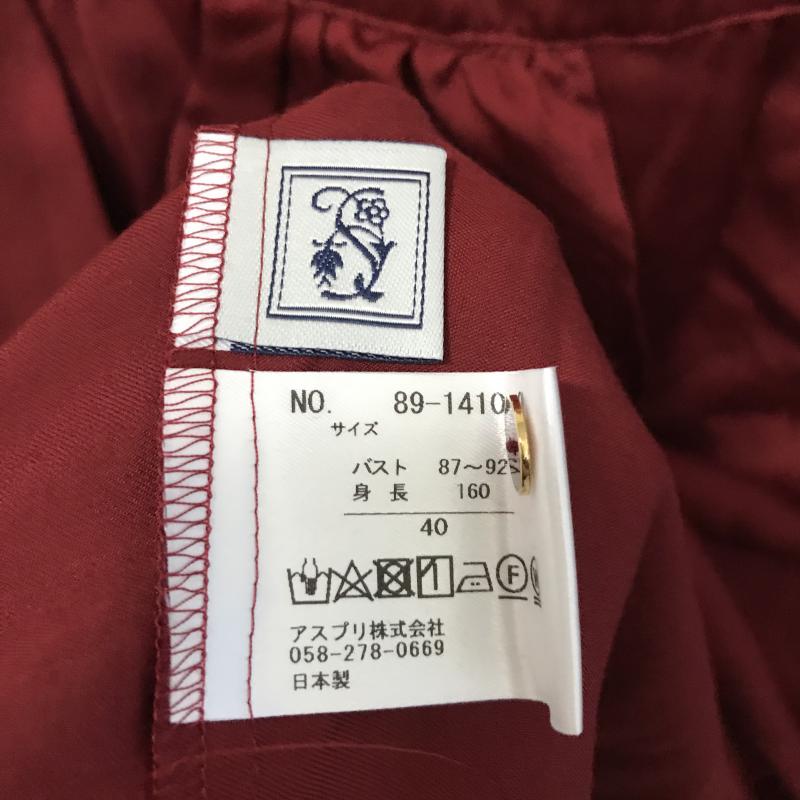 NO. 89-1410
サイズ
バスト 87～92
身長 160
40
F
アスプリ株式会社
058-278-0669
日本製